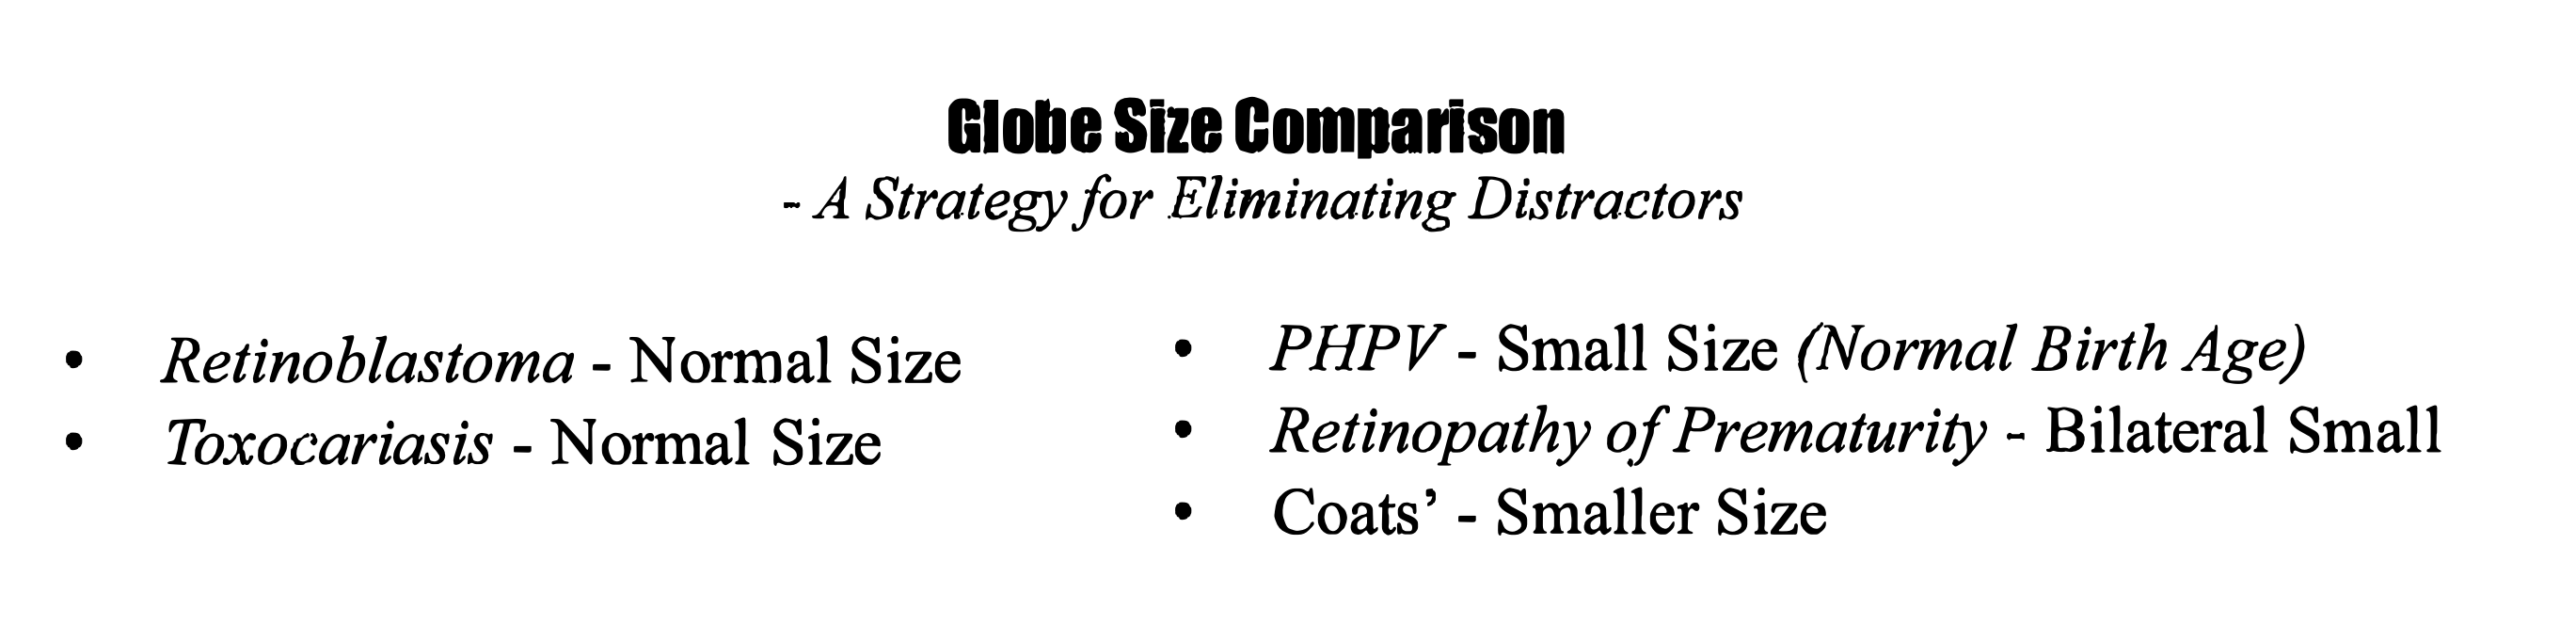 Globe Size Comparison
- A Strategy for Eliminating Distractors
• Retinoblastoma - Normal Size
• Toxocariasis - Normal Size
• PHPV - Small Size (Normal Birth Age)
• Retinopathy of Prematurity - Bilateral Small
• Coats’ - Smaller Size